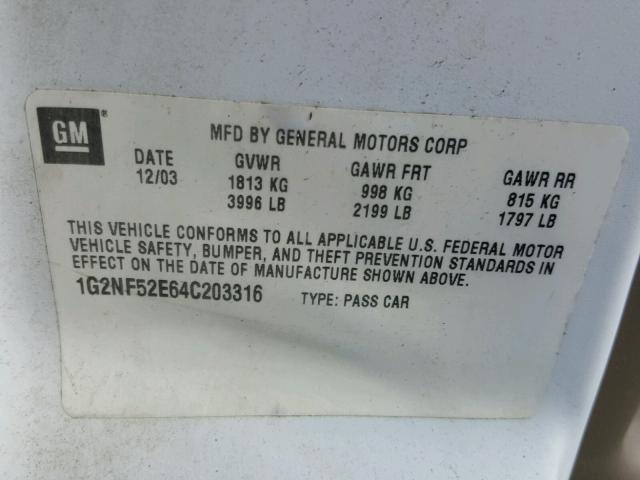 GM ®
MFD BY GENERAL MOTORS CORP
DATE GVWR GAWR FRT GAWR RR
12/03 1813 KG 998 KG 815 KG
3996 LB 2199 LB 1797 LB
THIS VEHICLE CONFORMS TO ALL APPLICABLE U.S. FEDERAL MOTOR
VEHICLE SAFETY, BUMPER, AND THEFT PREVENTION STANDARDS IN
EFFECT ON THE DATE OF MANUFACTURE SHOWN ABOVE.
1G2NF52E64C203316 TYPE: PASS CAR